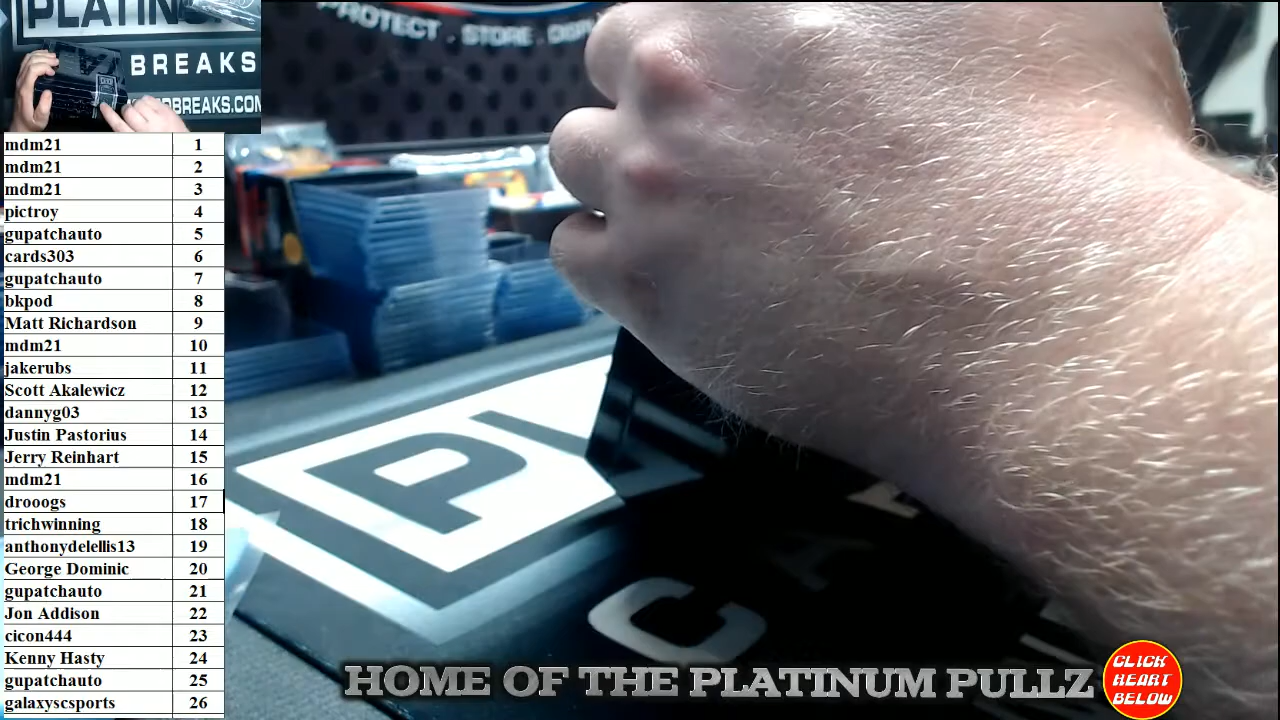 PLATINUM
BREAKS
PROTECT . STORE .
mdm21 1
mdm21 2
mdm21 3
pictroy 4
gupatchauto 5
cards303 6
gupatchauto 7
bkpod 8
Matt Richardson 9
mdm21 10
jakerubs 11
Scott Akalewicz 12
dannyg03 13
Justin Pastorius 14
Jerry Reinhart 15
mdm21 16
drooogs 17
trichwinning 18
anthonydelellis13 19
George Dominic 20
gupatchauto 21
Jon Addison 22
cicon444 23
Kenny Hasty 24
gupatchauto 25
galaxyscsports 26
P
CA
HOME OF THE PLATINUM PULLZ
CLICK
HEART
BELOW